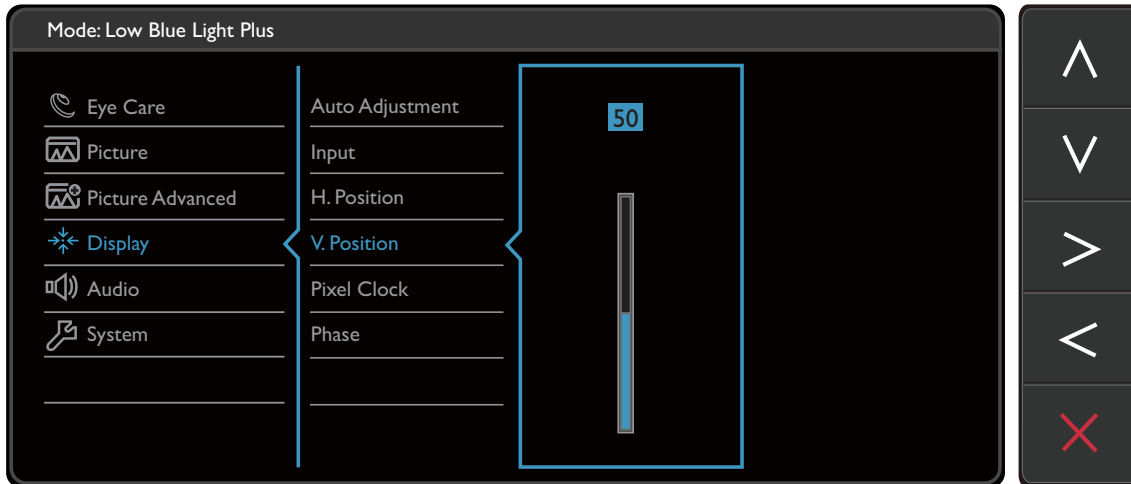 Mode: Low Blue Light Plus
Eye Care
Picture
Picture Advanced
Display
Audio
System
Auto Adjustment
Input
H. Position
V. Position
Pixel Clock
Phase
50